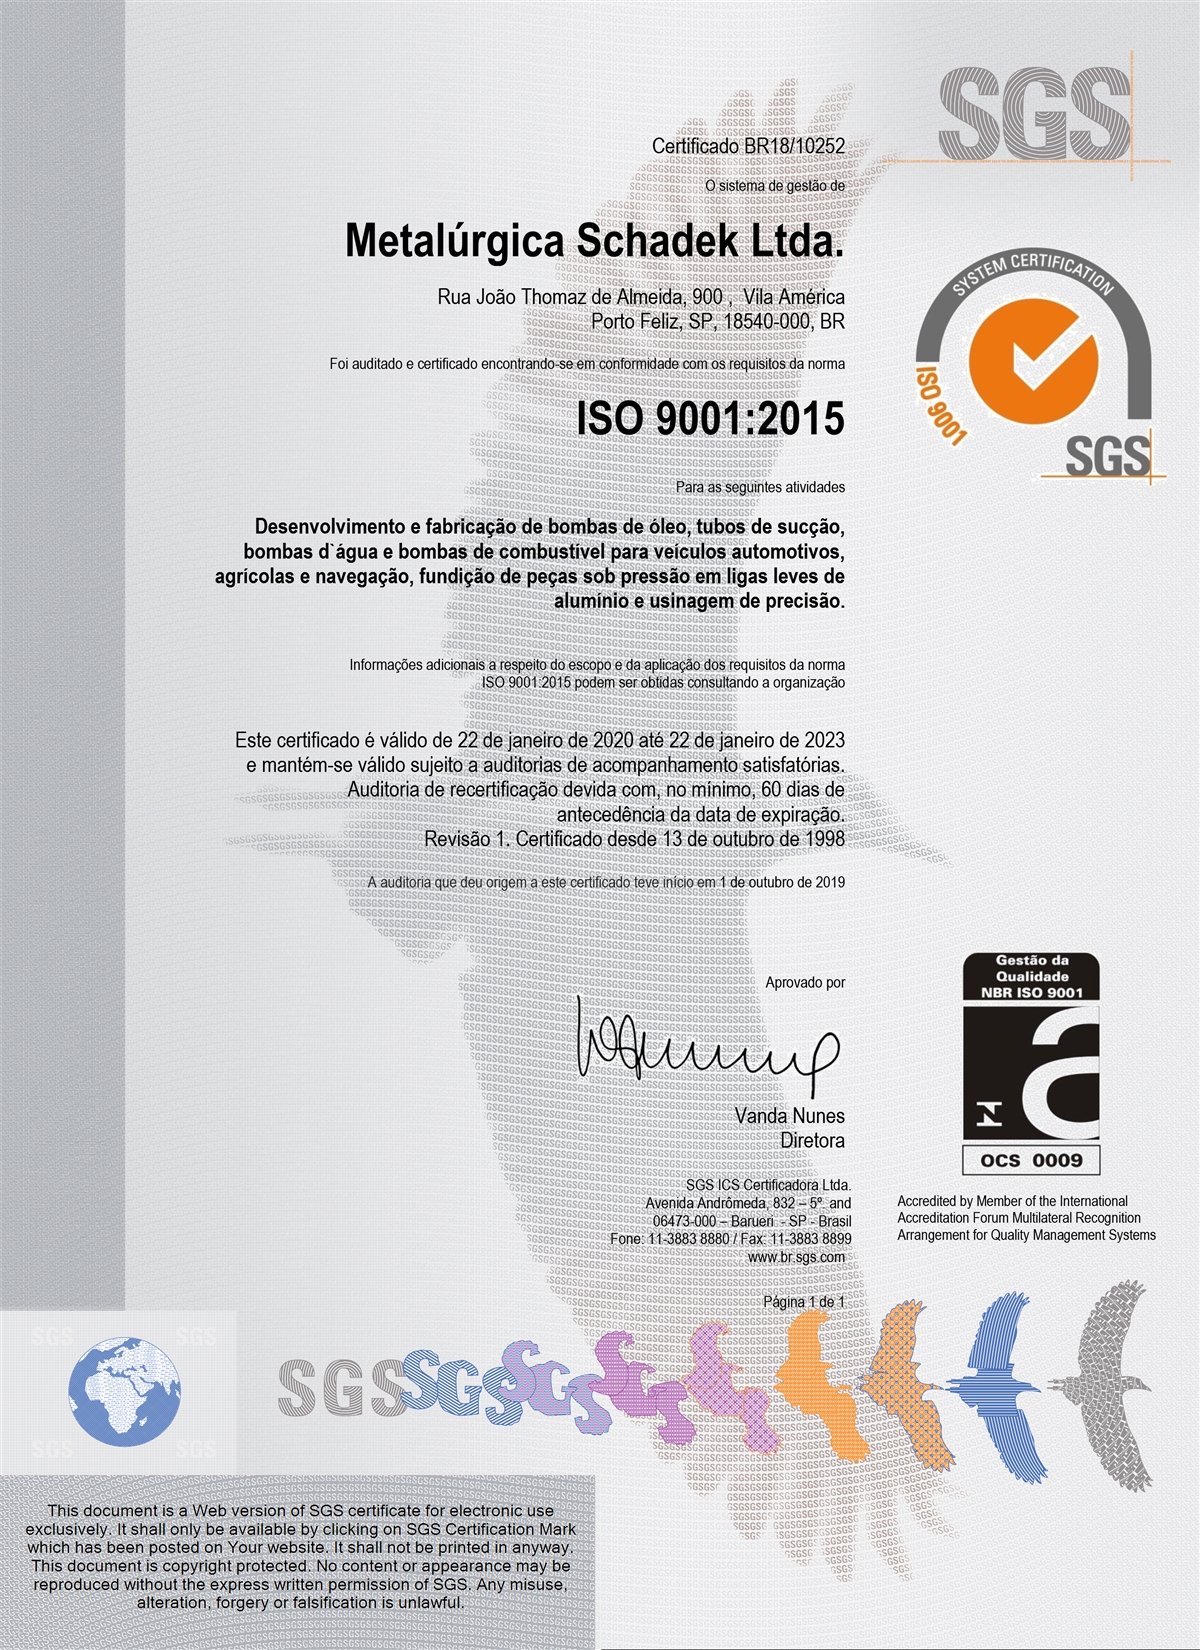 SGS
Certificado BR18/10252
O sistema de gestão de
Metalúrgica Schadek Ltda.
Rua João Thomaz de Almeida, 900 , Vila América
Porto Feliz, SP, 18540-000, BR
Foi auditado e certificado encontrando-se em conformidade com os requisitos da norma
ISO 9001:2015
SYSTEM CERTIFICATION
ISO 9001
SGS
Para as seguintes atividades
Desenvolvimento e fabricação de bombas de óleo, tubos de sucção,
bombas d`água e bombas de combustível para veículos automotivos,
agrícolas e navegação, fundição de peças sob pressão em ligas leves de
alumínio e usinagem de precisão.
Informações adicionais a respeito do escopo e da aplicação dos requisitos da norma
ISO 9001:2015 podem ser obtidas consultando a organização
Este certificado é válido de 22 de janeiro de 2020 até 22 de janeiro de 2023
e mantém-se válido sujeito a auditorias de acompanhamento satisfatórias.
Auditoria de recertificação devida com, no mínimo, 60 dias de
antecedência da data de expiração.
Revisão 1. Certificado desde 13 de outubro de 1998
A auditoria que deu origem a este certificado teve início em 1 de outubro de 2019
Aprovado por
Vanda Nunes
Diretora
Gestão da
Qualidade
NBR ISO 9001
OCS 0009
SGS ICS Certificadora Ltda.
Avenida Andrômeda, 832 – 5º and
06473-000 – Barueri - SP - Brasil
Fone: 11-3883 8880 / Fax: 11-3883 8899
www.br.sgs.com
Accredited by Member of the International
Accreditation Forum Multilateral Recognition
Arrangement for Quality Management Systems
Página 1 de 1
SGS SGS
SGS SGS
SGS SGS SGS
This document is a Web version of SGS certificate for electronic use
exclusively. It shall only be available by clicking on SGS Certification Mark
which has been posted on Your website. It shall not be printed in anyway.
This document is copyright protected. No content or appearance may be
reproduced without the express written permission of SGS. Any misuse,
alteration, forgery or falsification is unlawful.